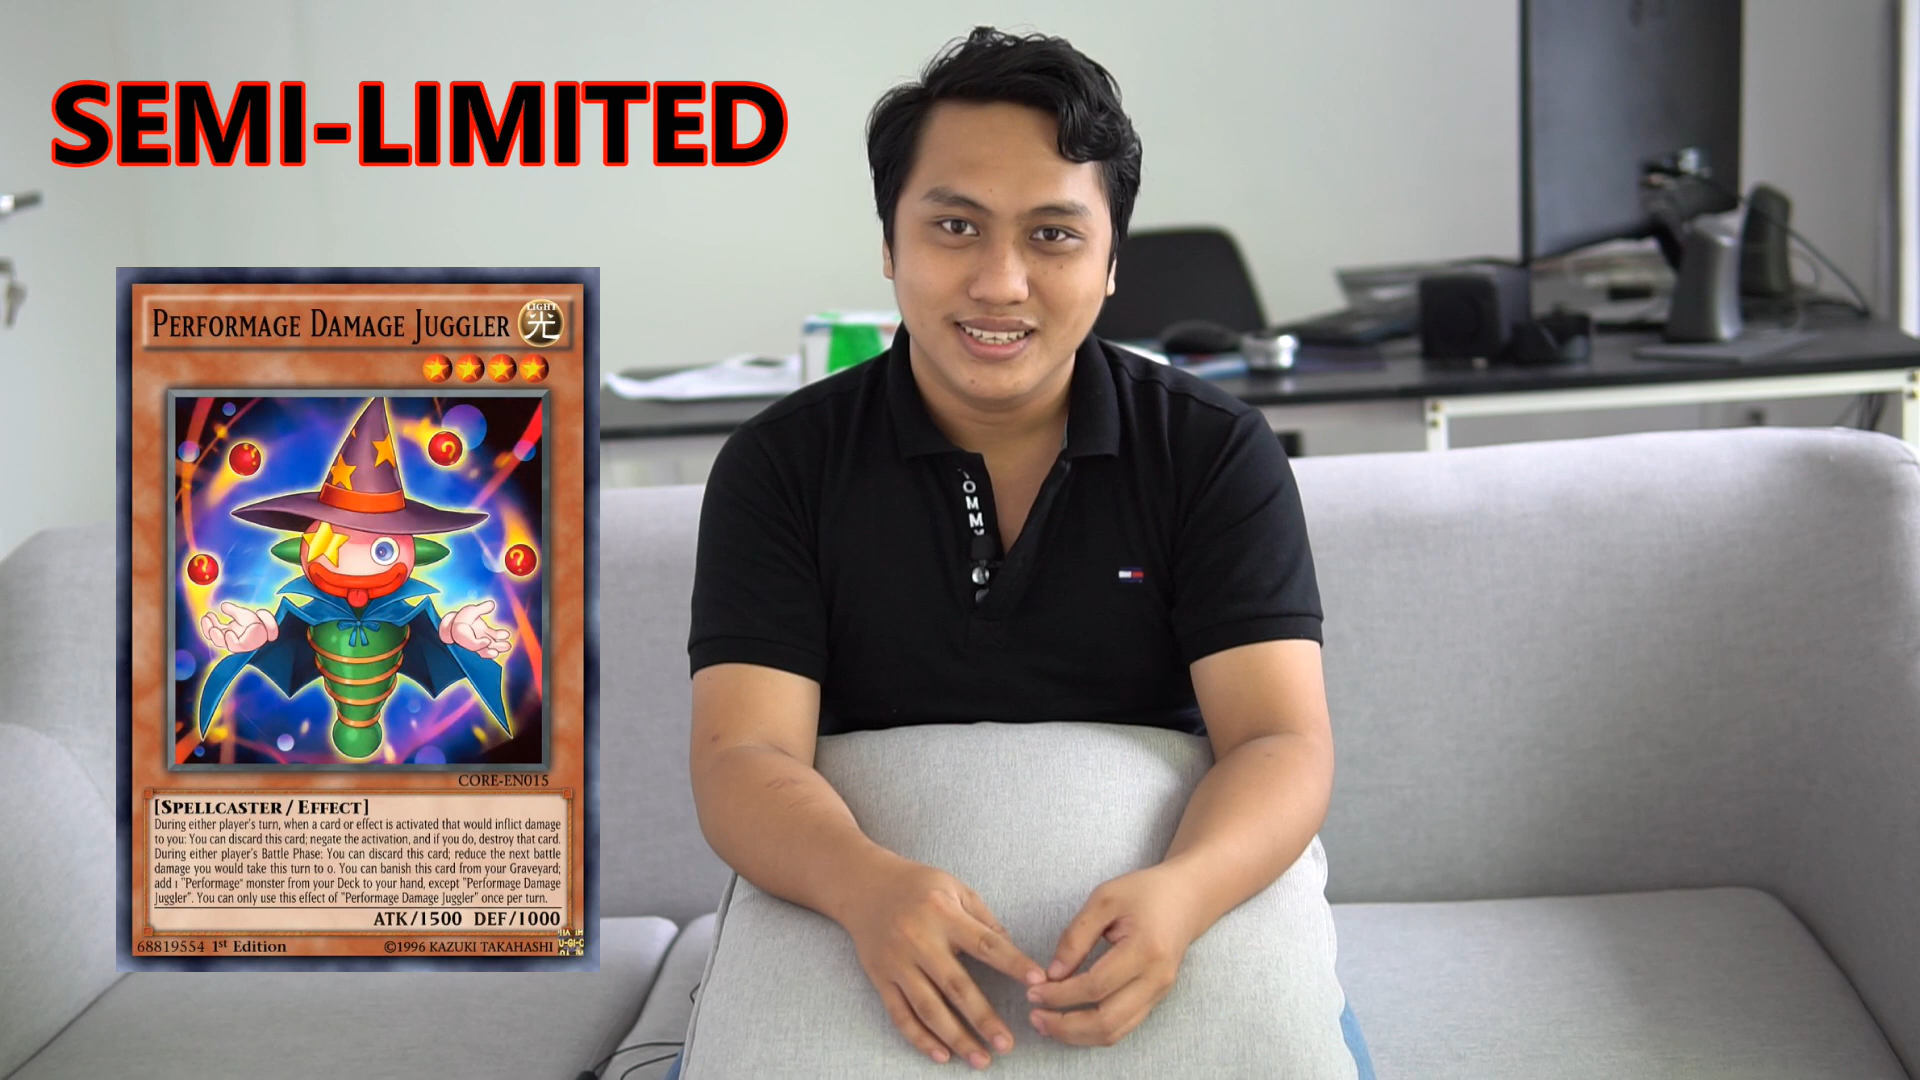 SEMI-LIMITED
PERFORMAGE DAMAGE JUGGLER
LIGHT
光
? ?
? ?
CORE-EN015
[SPELLCASTER / EFFECT]
During either player's turn, when a card or effect is activated that would inflict damage
to you: You can discard this card; negate the activation, and if you do, destroy that card.
During either player's Battle Phase: You can discard this card; reduce the next battle
damage you would take this turn to 0. You can banish this card from your Graveyard;
add 1 "Performage" monster from your Deck to your hand, except "Performage Damage
Juggler". You can only use this effect of "Performage Damage Juggler" once per turn.
ATK/1500 DEF/1000
68819554 1st Edition ©1996 KAZUKI TAKAHASHI
OMM